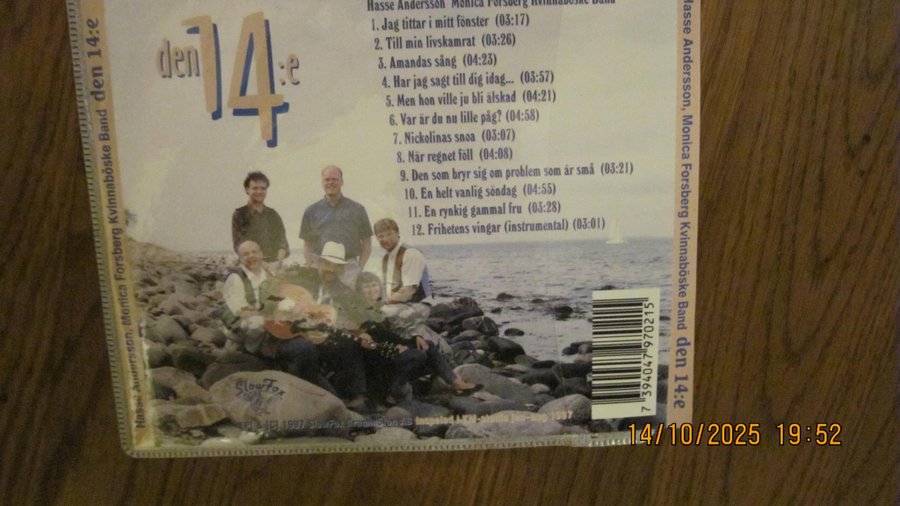 Hasse Andersson Monica Forsberg Kvinnaböske Band
den 14:e
1. Jag tittar i mitt fönster (03:17)
2. Till min livskamrat (03:26)
3. Amandas sång (04:23)
4. Har jag sagt till dig idag... (03:57)
5. Men hon ville ju bli älskad (04:21)
6. Var är du nu lille påg? (04:58)
7. Nickolinas snoa (03:07)
8. När regnet föll (04:08)
9. Den som bryr sig om problem som är små (03:21)
10. En helt vanlig söndag (04:55)
11. En rynkig gammal fru (03:28)
12. Frihetens vingar (instrumental) (03:01)
Hasse Andersson, Monica Forsberg Kvinnaböske Band den 14:e
Hasse Andersson, Monica Forsberg Kvinnaböske Band den 14:e
SlowFox
(C) 1997 SlowFox
1997
7 394047 970215
14/10/2025 19:52